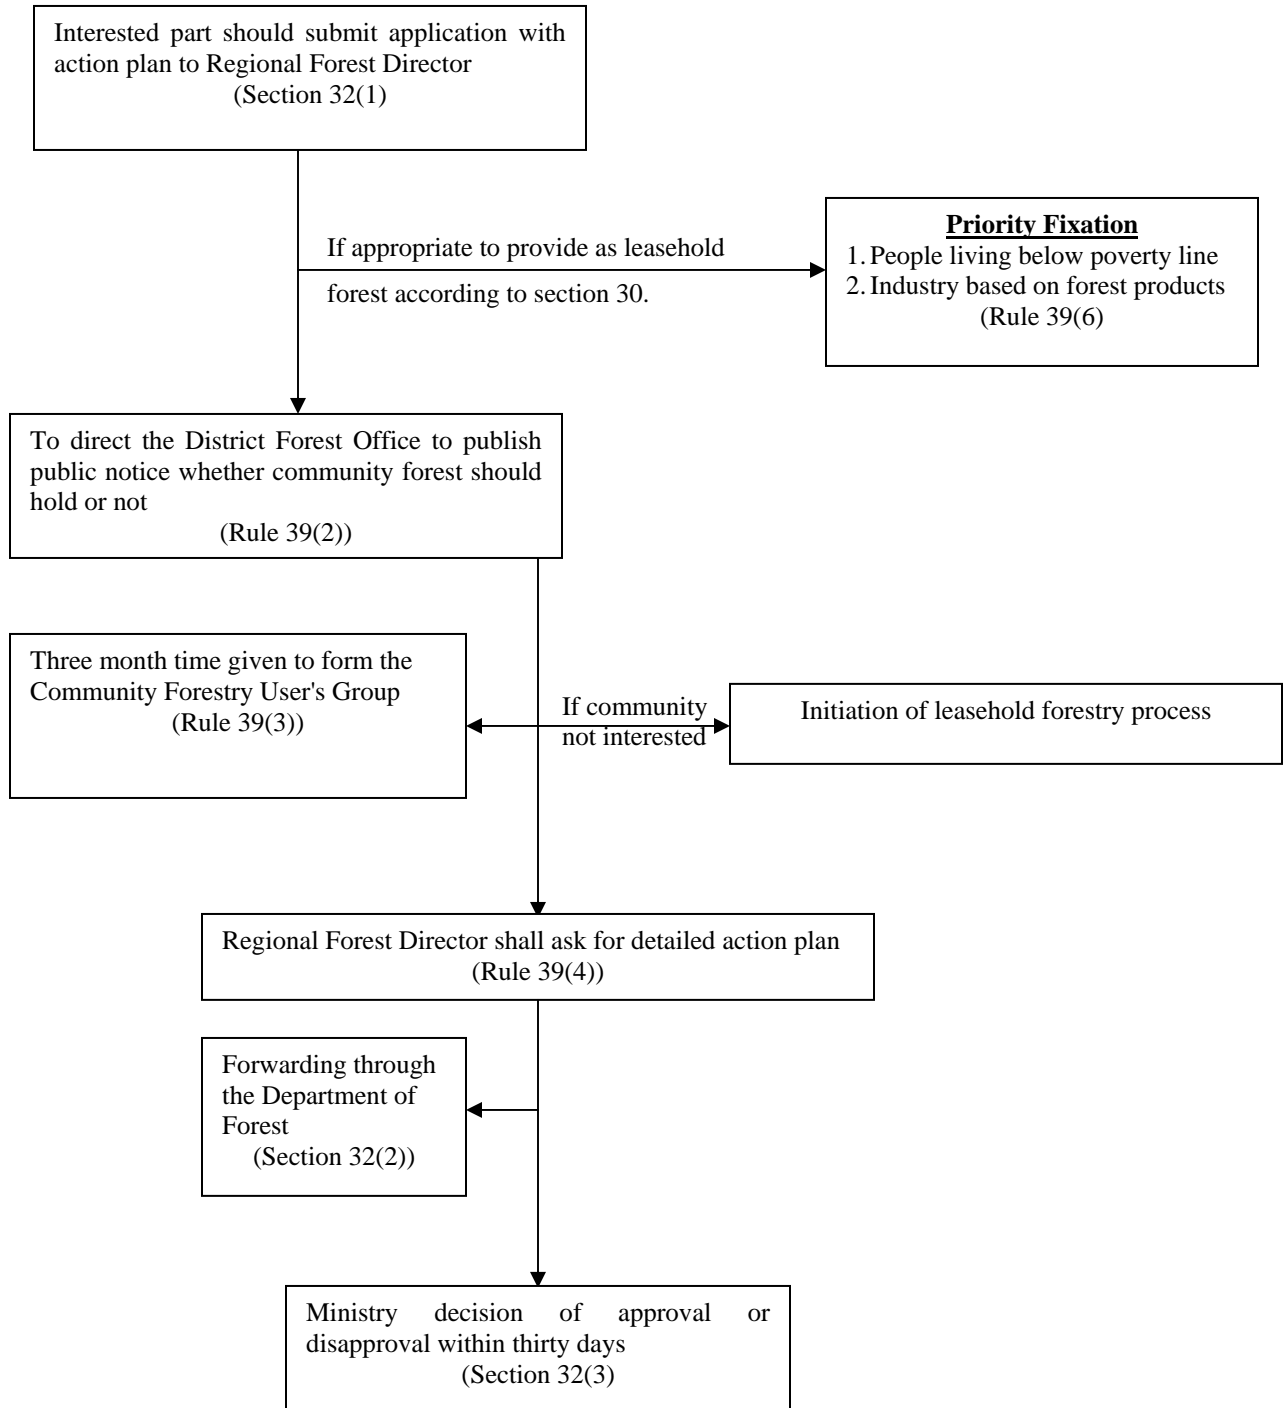 Interested part should submit application with
action plan to Regional Forest Director
(Section 32(1)
If appropriate to provide as leasehold
forest according to section 30.
Priority Fixation
1. People living below poverty line
2. Industry based on forest products
(Rule 39(6)
To direct the District Forest Office to publish
public notice whether community forest should
hold or not
(Rule 39(2))
Three month time given to form the
Community Forestry User's Group
(Rule 39(3))
If community
not interested
Initiation of leasehold forestry process
Regional Forest Director shall ask for detailed action plan
(Rule 39(4))
Forwarding through
the Department of
Forest
(Section 32(2))
Ministry decision of approval or
disapproval within thirty days
(Section 32(3)